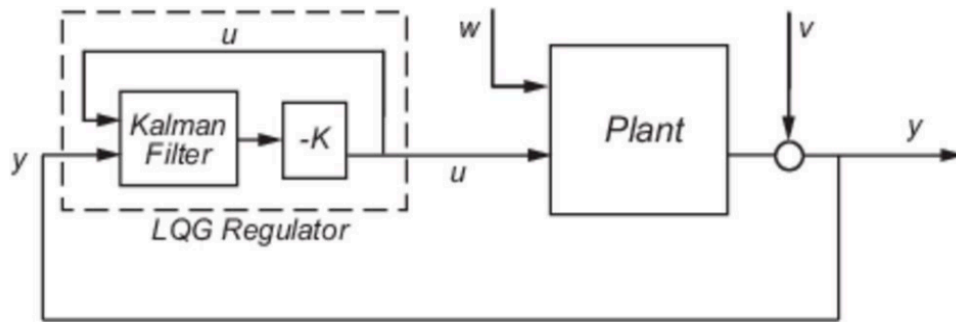 u
w
v
Kalman
Filter
-K
Plant
y
u
y
LQG Regulator